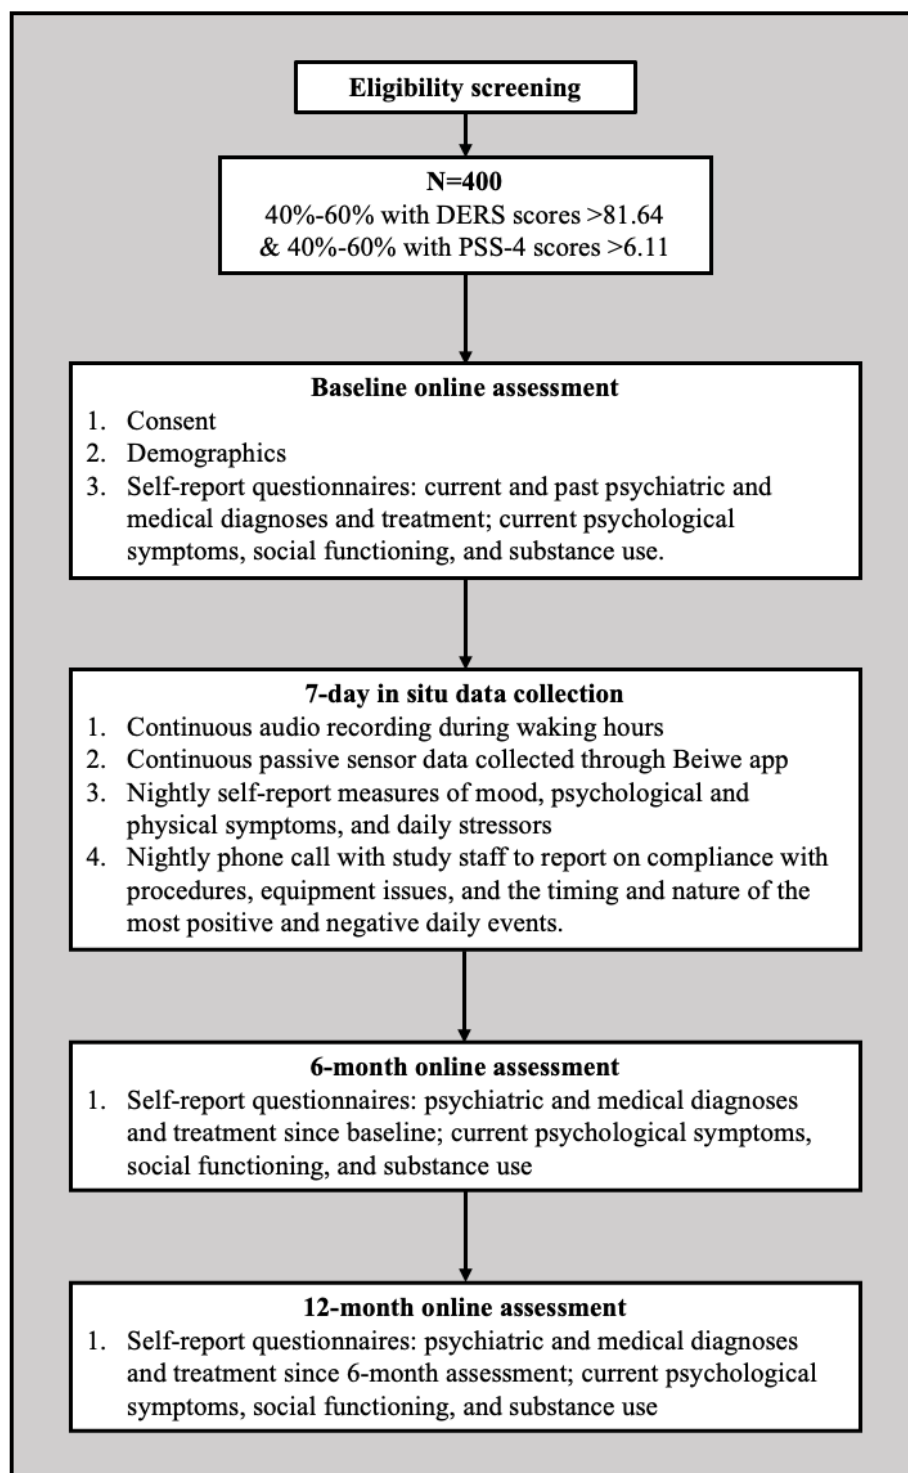 Eligibility screening
N=400
40%-60% with DERS scores >81.64
& 40%-60% with PSS-4 scores >6.11
Baseline online assessment
1. Consent
2. Demographics
3. Self-report questionnaires: current and past psychiatric and
medical diagnoses and treatment; current psychological
symptoms, social functioning, and substance use.
7-day in situ data collection
1. Continuous audio recording during waking hours
2. Continuous passive sensor data collected through Beiwe app
3. Nightly self-report measures of mood, psychological and
physical symptoms, and daily stressors
4. Nightly phone call with study staff to report on compliance with
procedures, equipment issues, and the timing and nature of the
most positive and negative daily events.
6-month online assessment
1. Self-report questionnaires: psychiatric and medical diagnoses
and treatment since baseline; current psychological symptoms,
social functioning, and substance use
12-month online assessment
1. Self-report questionnaires: psychiatric and medical diagnoses
and treatment since 6-month assessment; current psychological
symptoms, social functioning, and substance use